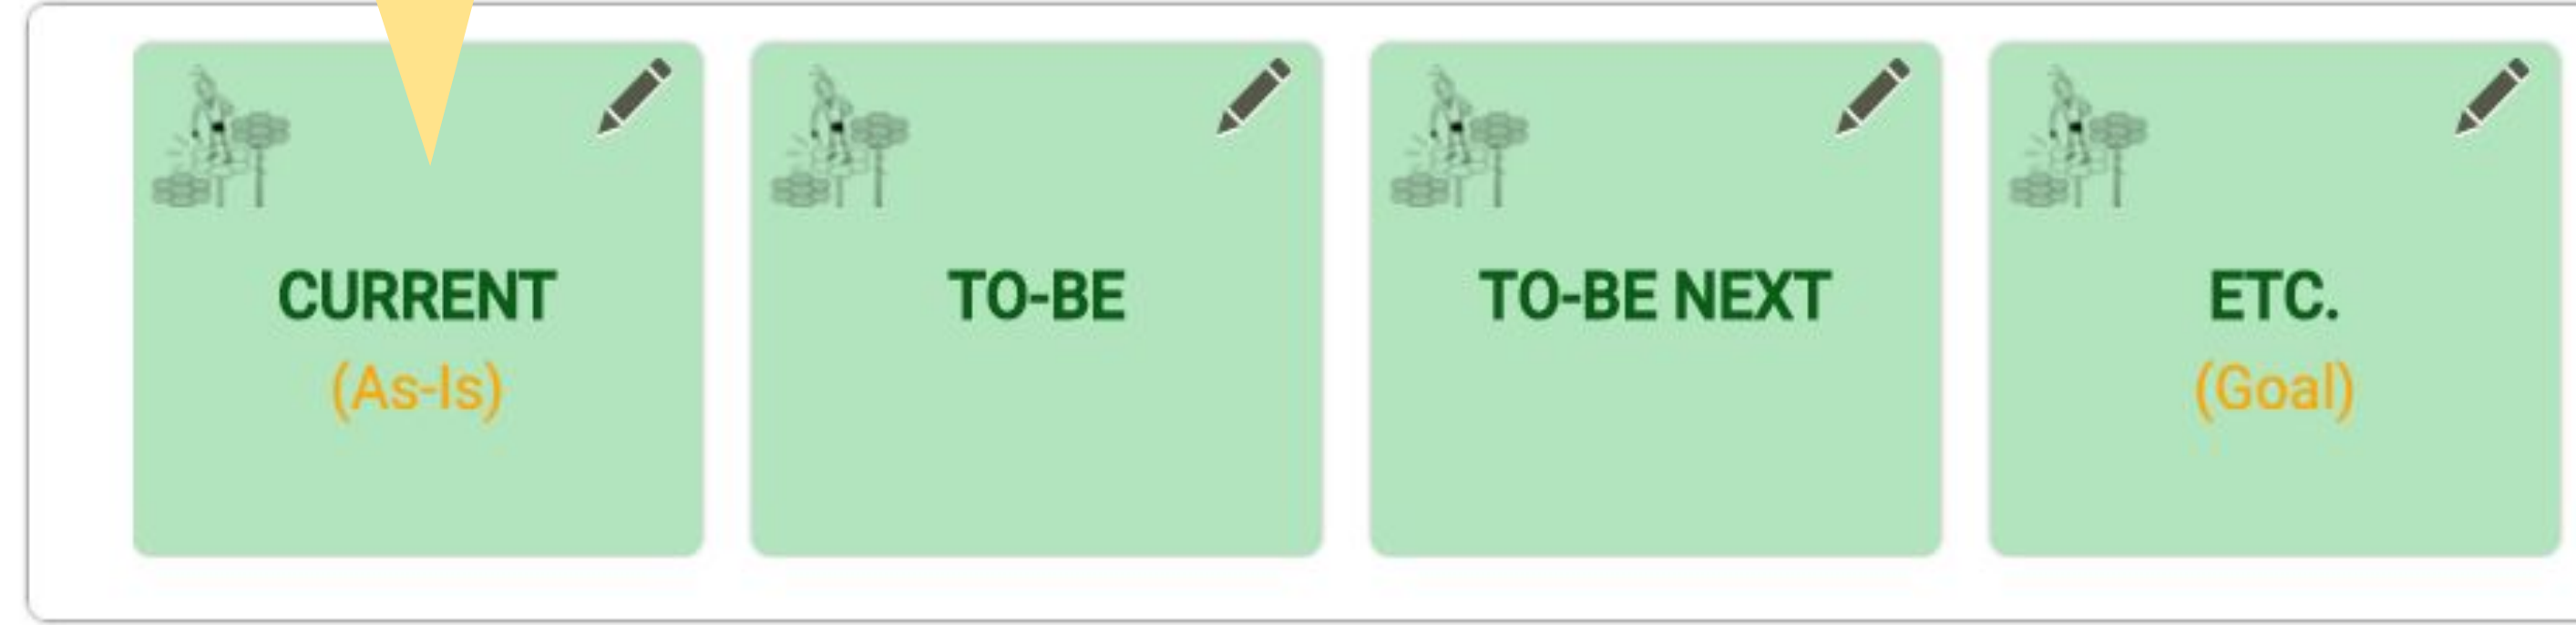 CURRENT
(As-Is)
TO-BE
TO-BE NEXT
ETC.
(Goal)